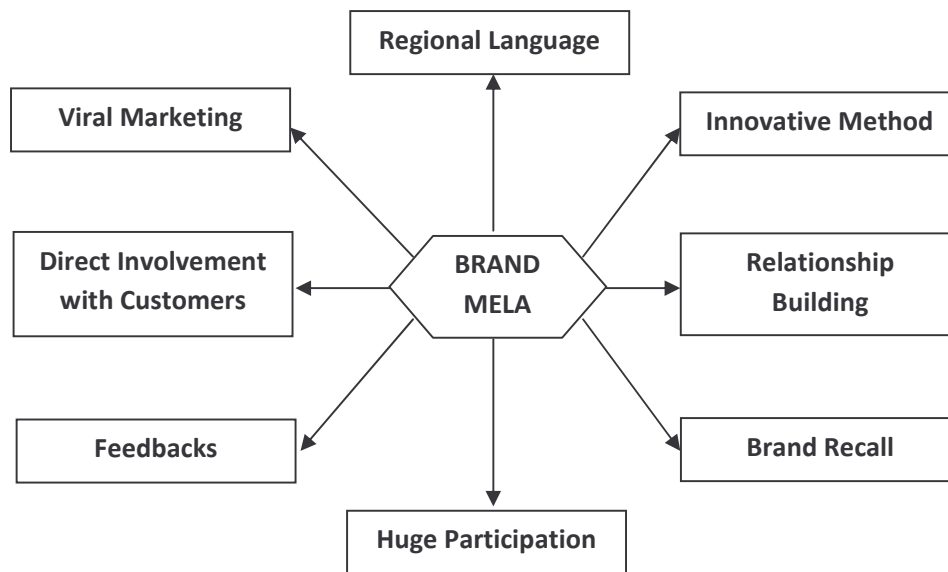 Regional Language
Viral Marketing
Innovative Method
Direct Involvement
with Customers
BRAND
MELA
Relationship
Building
Feedbacks
Brand Recall
Huge Participation